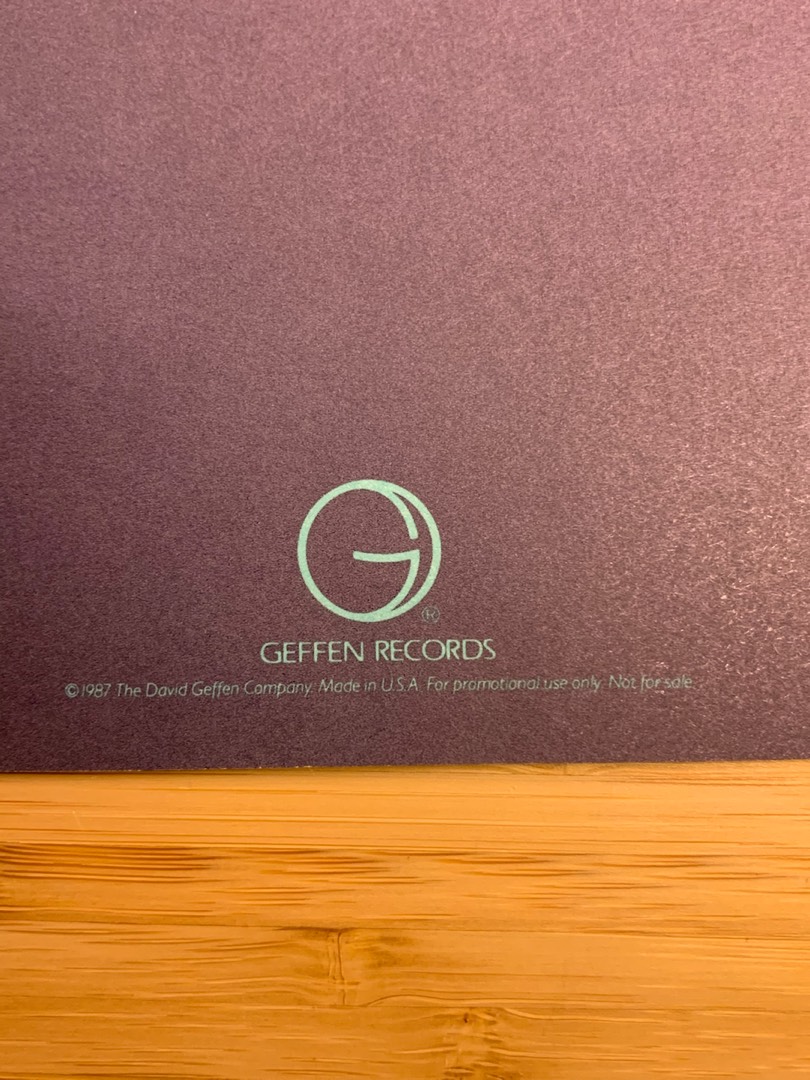 G®
GEFFEN RECORDS
©1987 The David Geffen Company. Made in U.S.A. For promotional use only. Not for sale.